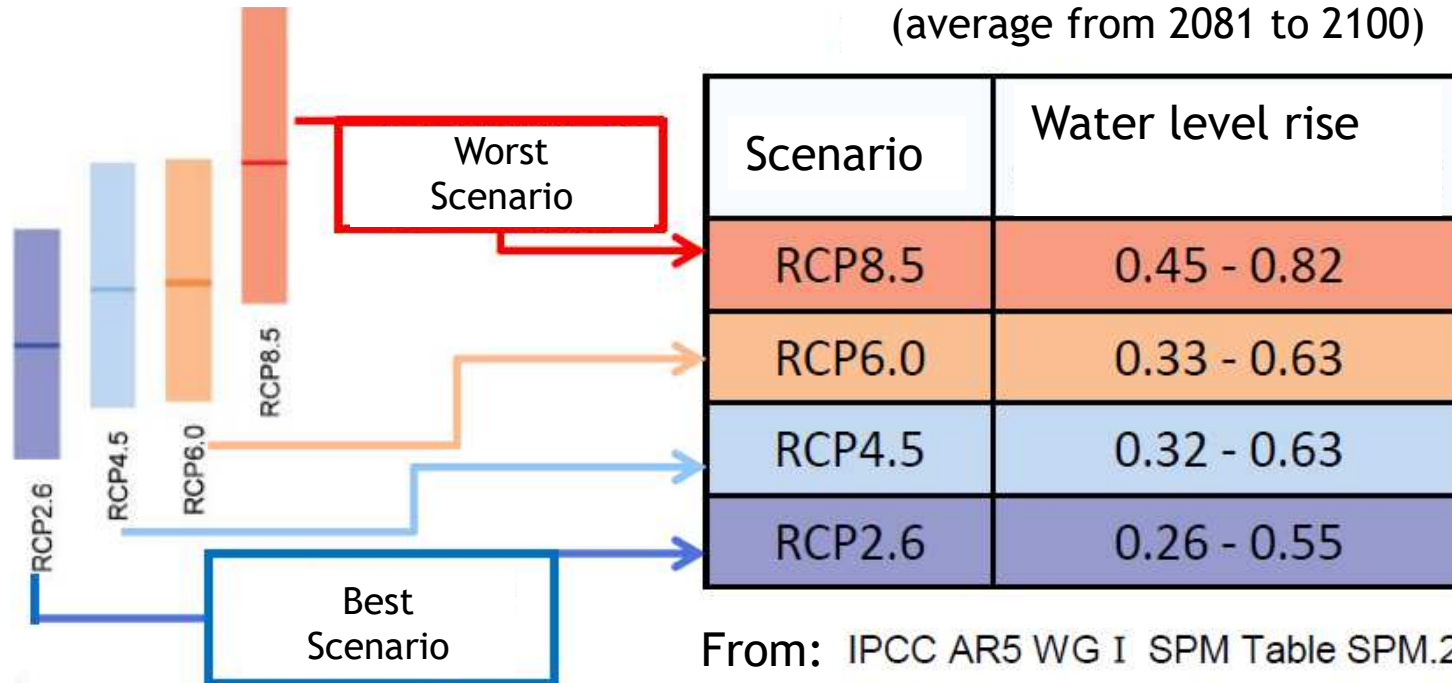 (average from 2081 to 2100)
Worst
Scenario
RCP2.6
RCP4.5
RCP6.0
RCP8.5
Best
Scenario
Scenario Water level rise
RCP8.5 0.45 - 0.82
RCP6.0 0.33 - 0.63
RCP4.5 0.32 - 0.63
RCP2.6 0.26 - 0.55
From: IPCC AR5 WG I SPM Table SPM.2